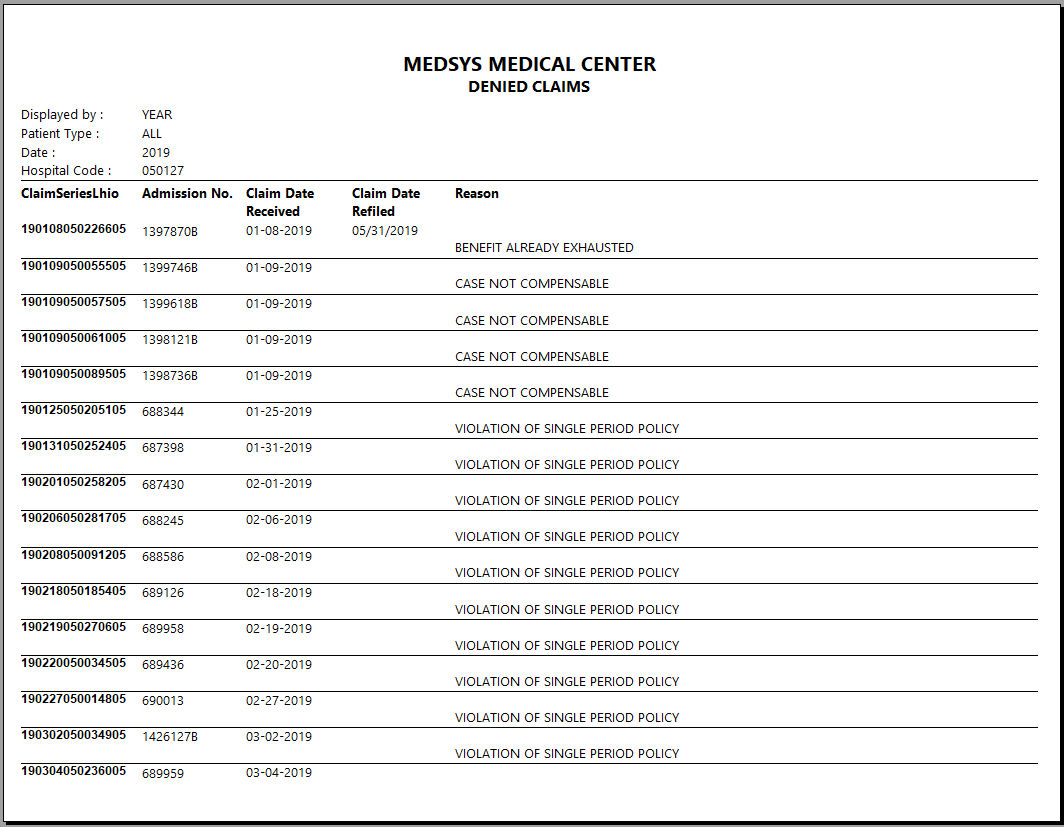 MEDSYS MEDICAL CENTER
DENIED CLAIMS
Displayed by : YEAR
Patient Type : ALL
Date : 2019
Hospital Code : 050127
ClaimSeriesLhio Admission No. Claim Date Claim Date Reason
Received Refiled
190108050226605 1397870B 01-08-2019 05/31/2019
BENEFIT ALREADY EXHAUSTED
190109050055505 1399746B 01-09-2019
CASE NOT COMPENSABLE
190109050057505 1399618B 01-09-2019
CASE NOT COMPENSABLE
190109050061005 1398121B 01-09-2019
CASE NOT COMPENSABLE
190109050089505 1398736B 01-09-2019
CASE NOT COMPENSABLE
190125050205105 688344 01-25-2019
VIOLATION OF SINGLE PERIOD POLICY
190131050252405 687398 01-31-2019
VIOLATION OF SINGLE PERIOD POLICY
190201050258205 687430 02-01-2019
VIOLATION OF SINGLE PERIOD POLICY
190206050281705 688245 02-06-2019
VIOLATION OF SINGLE PERIOD POLICY
190208050091205 688586 02-08-2019
VIOLATION OF SINGLE PERIOD POLICY
190218050185405 689126 02-18-2019
VIOLATION OF SINGLE PERIOD POLICY
190219050270605 689958 02-19-2019
VIOLATION OF SINGLE PERIOD POLICY
190220050034505 689436 02-20-2019
VIOLATION OF SINGLE PERIOD POLICY
190227050014805 690013 02-27-2019
VIOLATION OF SINGLE PERIOD POLICY
190302050034905 1426127B 03-02-2019
VIOLATION OF SINGLE PERIOD POLICY
190304050236005 689959 03-04-2019